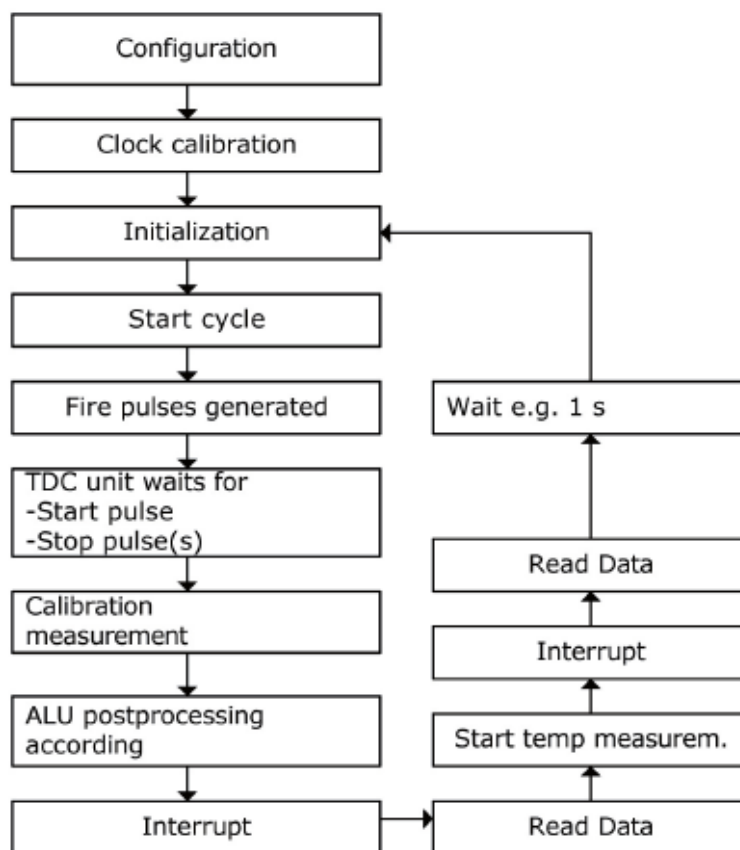 Configuration
Clock calibration
Initialization
Start cycle
Fire pulses generated
TDC unit waits for
-Start pulse
-Stop pulse(s)
Calibration
measurement
ALU postprocessing
according
Interrupt
Read Data
Start temp measurem.
Interrupt
Read Data
Wait e.g. 1 s